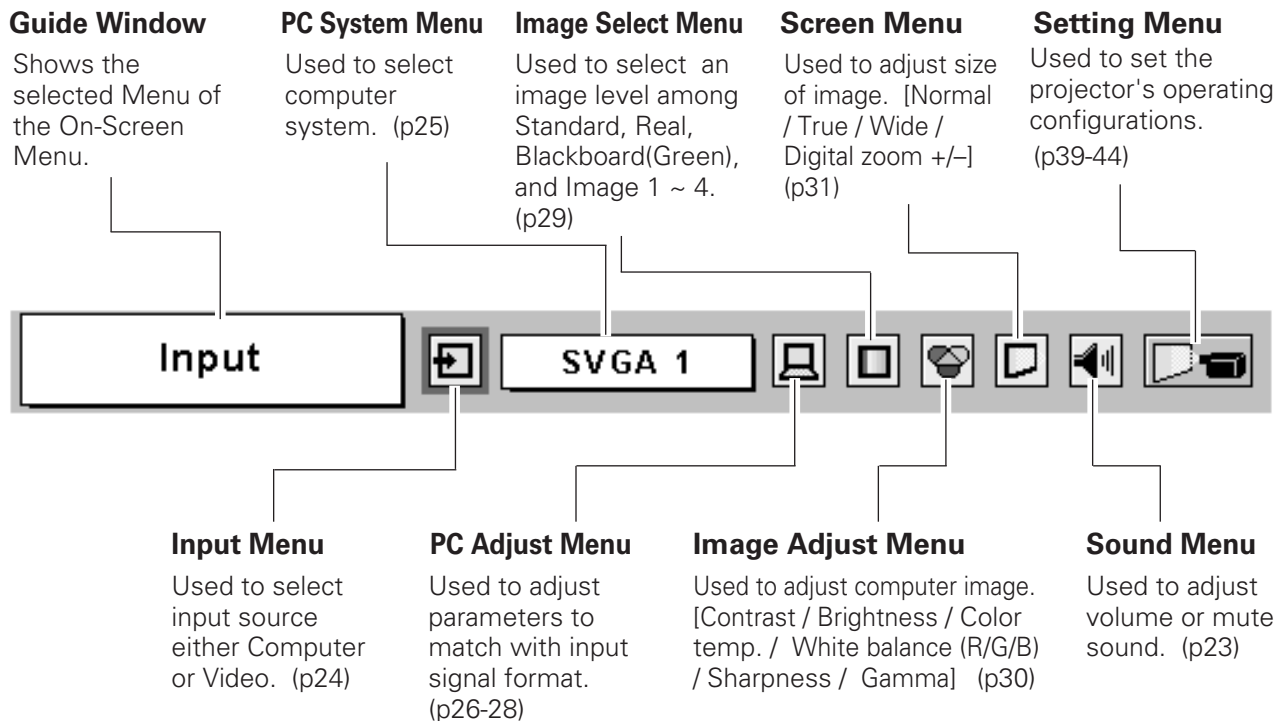 Guide Window
Shows the
selected Menu of
the On-Screen
Menu.
PC System Menu
Used to select
computer
system. (p25)
Image Select Menu
Used to select an
image level among
Standard, Real,
Blackboard(Green),
and Image 1 ~ 4.
(p29)
Screen Menu
Used to adjust size
of image. [Normal
/ True / Wide /
Digital zoom +/–]
(p31)
Setting Menu
Used to set the
projector's operating
configurations.
(p39-44)
Input
SVGA 1
Input Menu
Used to select
input source
either Computer
or Video. (p24)
PC Adjust Menu
Used to adjust
parameters to
match with input
signal format.
(p26-28)
Image Adjust Menu
Used to adjust computer image.
[Contrast / Brightness / Color
temp. / White balance (R/G/B)
/ Sharpness / Gamma] (p30)
Sound Menu
Used to adjust
volume or mute
sound. (p23)